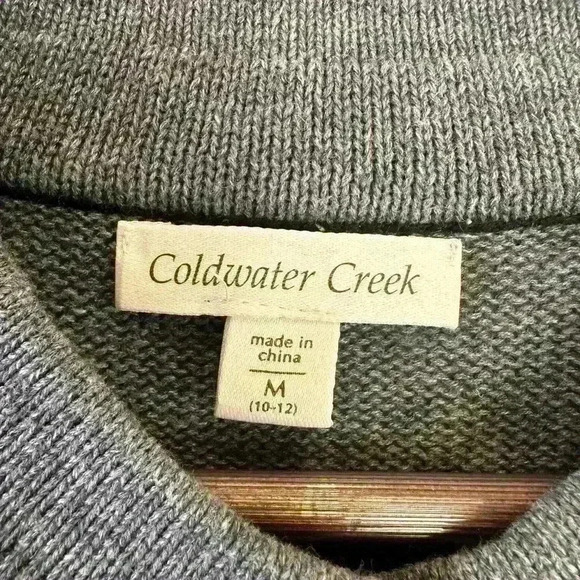 Coldwater Creek
made in
china
M
(10-12)